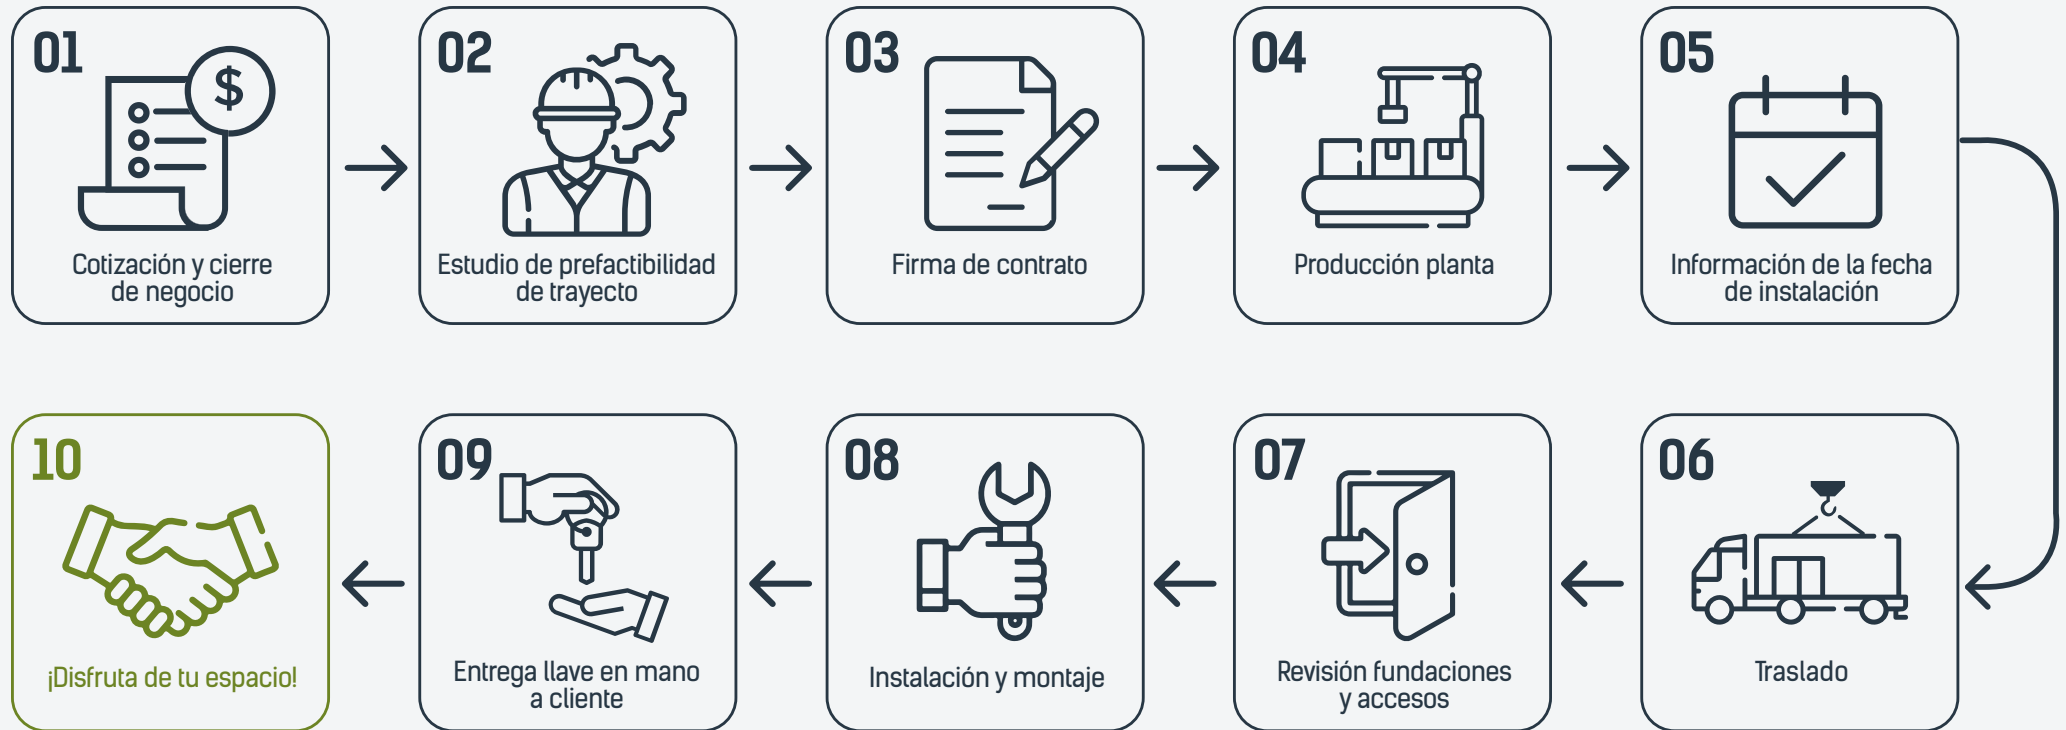 01
$
Cotización y cierre
de negocio
02
Estudio de prefactibilidad
de trayecto
03
Firma de contrato
04
Producción planta
05
Información de la fecha
de instalación
06
Traslado
07
Revisión fundaciones
y accesos
08
Instalación y montaje
09
Entrega llave en mano
a cliente
10
¡Disfruta de tu espacio!